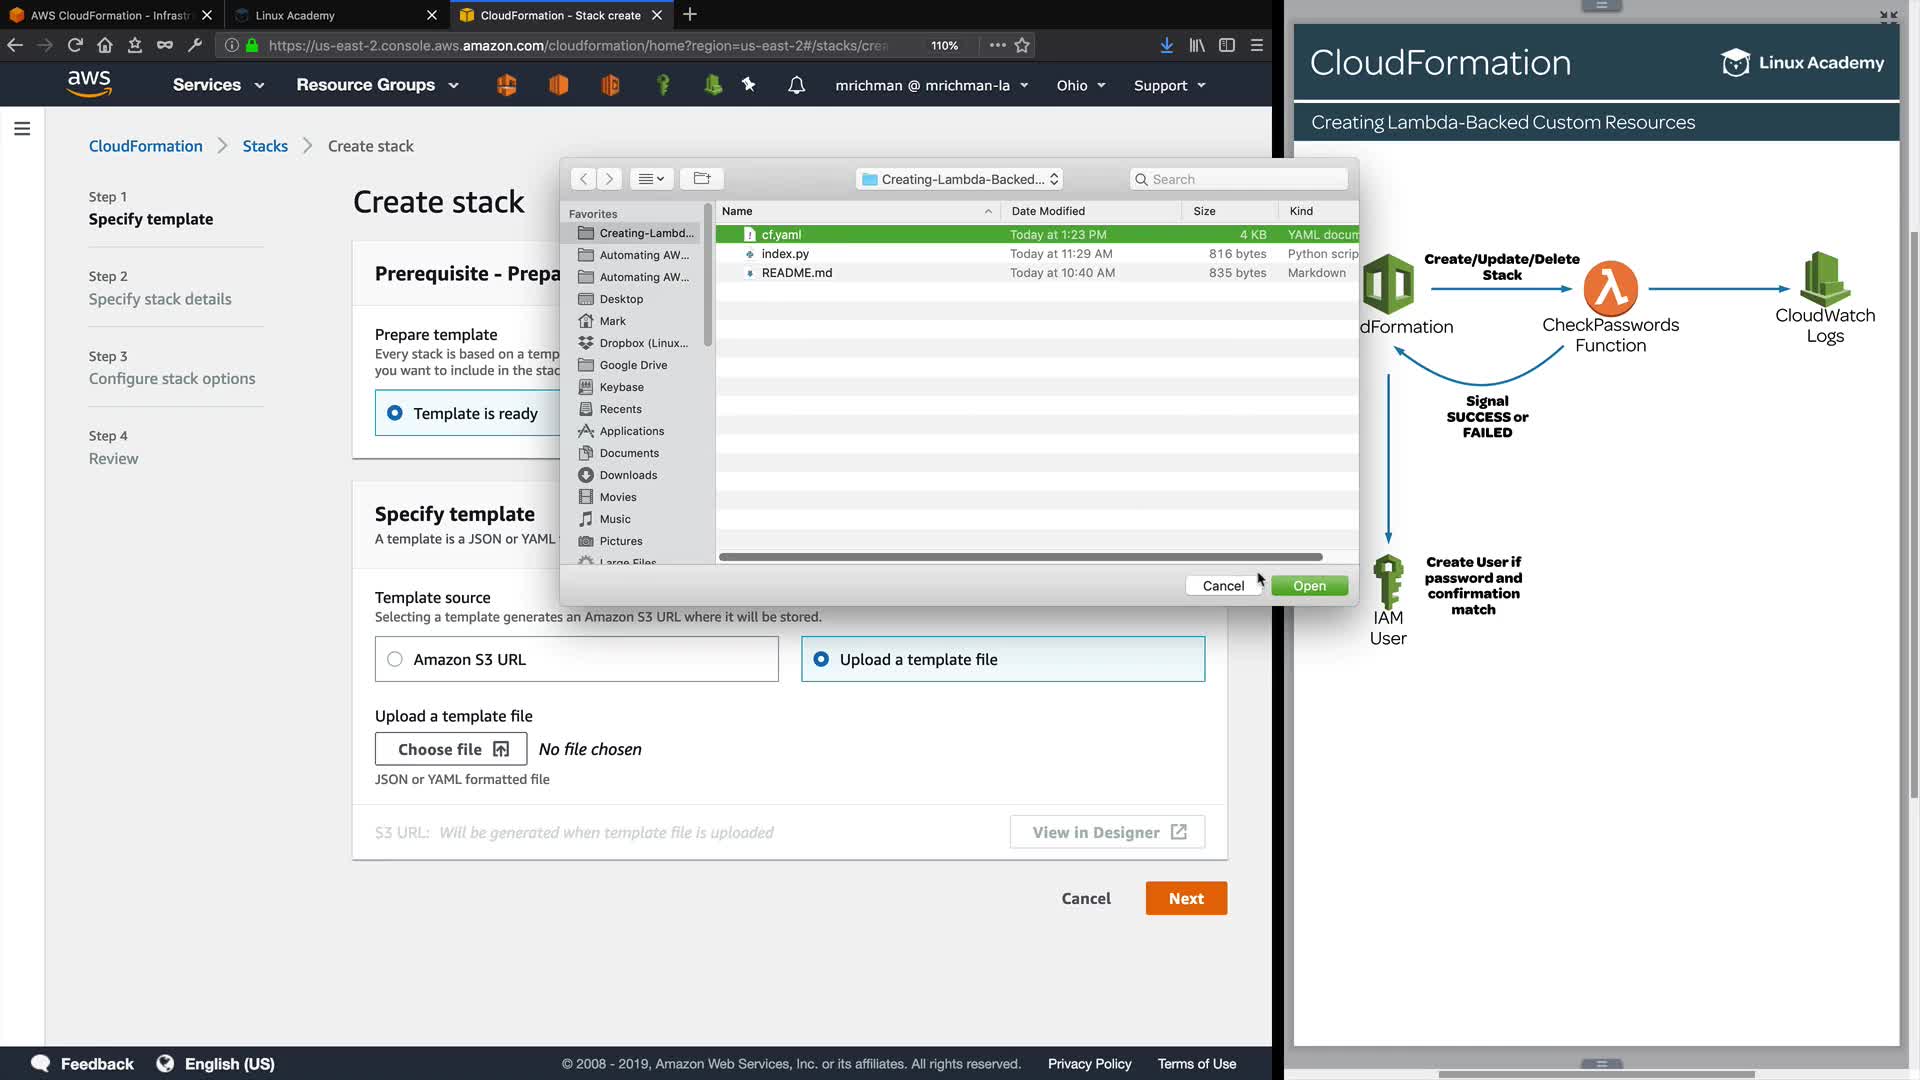 AWS CloudFormation - Infrastr
Linux Academy
CloudFormation - Stack create
https://us-east-2.console.aws.amazon.com/cloudformation/home?region=us-east-2#/stacks/crea
110%
aws
Services
Resource Groups
mrichman @ mrichman-la
Ohio
Support
CloudFormation
Stacks
Create stack
Step 1
Specify template
Step 2
Specify stack details
Step 3
Configure stack options
Step 4
Review
Create stack
Prerequisite - Prepa
Prepare template
Every stack is based on a temp
you want to include in the stac
Template is ready
Specify template
A template is a JSON or YAML
Template source
Selecting a template generates an Amazon S3 URL where it will be stored.
Amazon S3 URL
Upload a template file
Upload a template file
Choose file
No file chosen
JSON or YAML formatted file
S3 URL: Will be generated when template file is uploaded
View in Designer
Cancel
Next
Creating-Lambda-Backed...
Search
Favorites
Creating-Lambd...
Automating AW...
Automating AW...
Desktop
Mark
Dropbox (Linux...
Google Drive
Keybase
Recents
Applications
Documents
Downloads
Movies
Music
Pictures
Large Files
Name Date Modified Size Kind
cf.yaml Today at 1:23 PM 4 KB YAML docum
index.py Today at 11:29 AM 816 bytes Python scrip
README.md Today at 10:40 AM 835 bytes Markdown
Cancel
Open
Feedback
English (US)
© 2008 - 2019, Amazon Web Services, Inc. or its affiliates. All rights reserved.
Privacy Policy
Terms of Use
CloudFormation
Linux Academy
Creating Lambda-Backed Custom Resources
dFormation
Create/Update/Delete
Stack
CheckPasswords
Function
CloudWatch
Logs
Signal
SUCCESS or
FAILED
IAM
User
Create User if
password and
confirmation
match